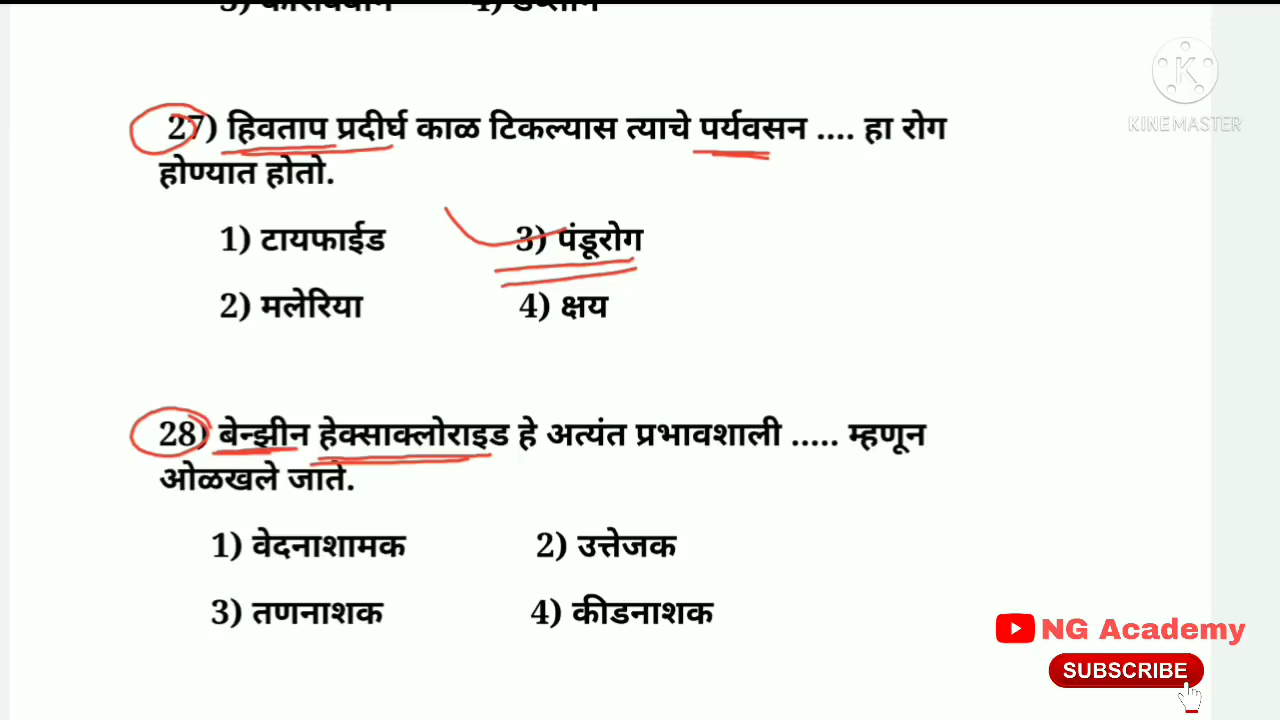 KINEMASTER
27) हिवताप प्रदीर्घ काळ टिकल्यास त्याचे पर्यवसन .... हा रोग
होण्यात होतो.
1) टायफाईड 3) पंडूरोग
2) मलेरिया 4) क्षय
28) बेन्झीन हेक्साक्लोराइड हे अत्यंत प्रभावशाली ..... म्हणून
ओळखले जाते.
1) वेदनाशामक 2) उत्तेजक
3) तणनाशक 4) कीडनाशक
NG Academy
SUBSCRIBE